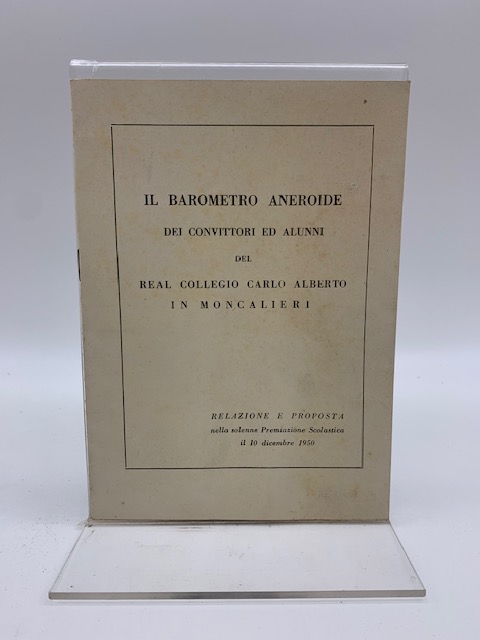 IL BAROMETRO ANEROIDE
DEI CONVITTORI ED ALUNNI
DEL
REAL COLLEGIO CARLO ALBERTO
IN MONCALIERI
RELAZIONE E PROPOSTA
nella solenne Premiazione Scolastica
il 10 dicembre 1950